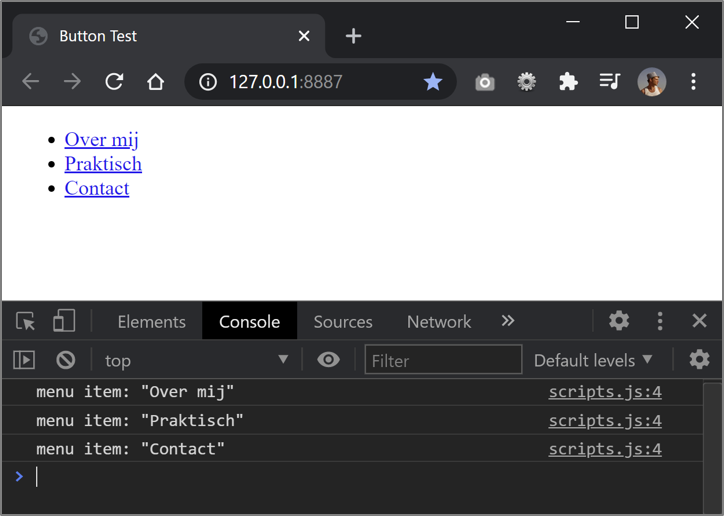 Button Test
127.0.0.1:8887
Over mij
Praktisch
Contact
Elements Console Sources Network
top Filter Default levels
menu item: "Over mij" scripts.js:4
menu item: "Praktisch" scripts.js:4
menu item: "Contact" scripts.js:4